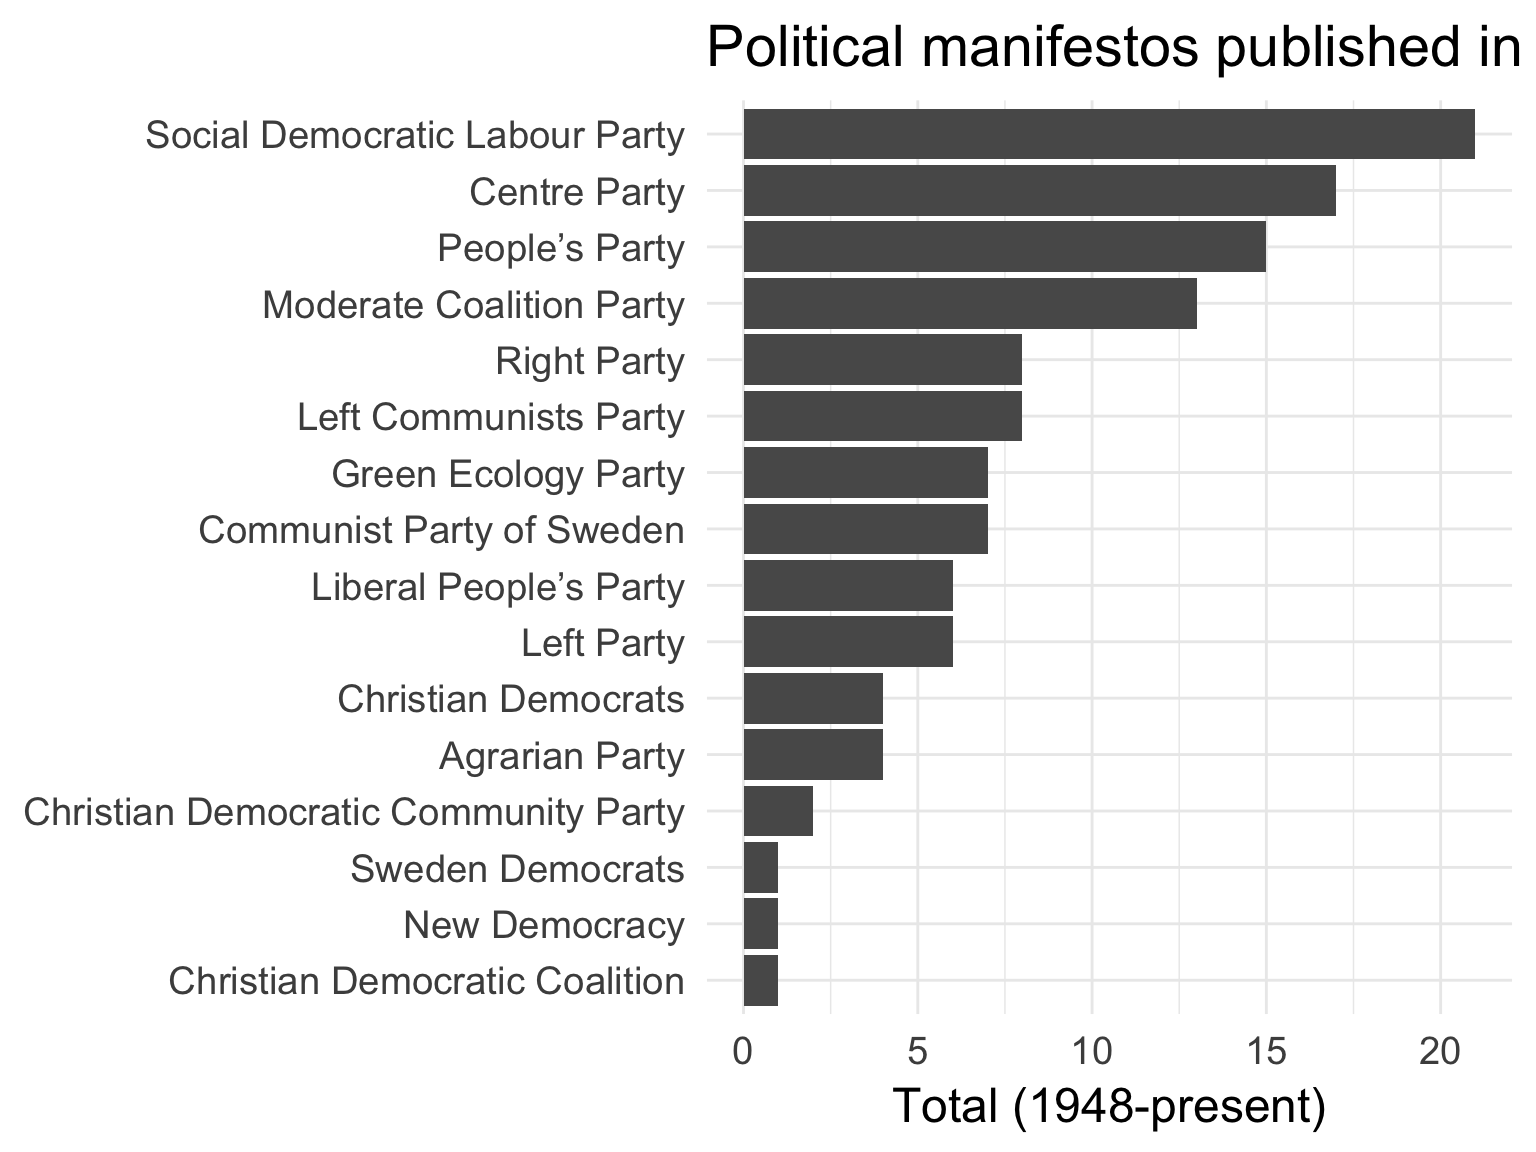 Political manifestos published in
Social Democratic Labour Party
Centre Party
People’s Party
Moderate Coalition Party
Right Party
Left Communists Party
Green Ecology Party
Communist Party of Sweden
Liberal People’s Party
Left Party
Christian Democrats
Agrarian Party
Christian Democratic Community Party
Sweden Democrats
New Democracy
Christian Democratic Coalition
0 5 10 15 20
Total (1948-present)